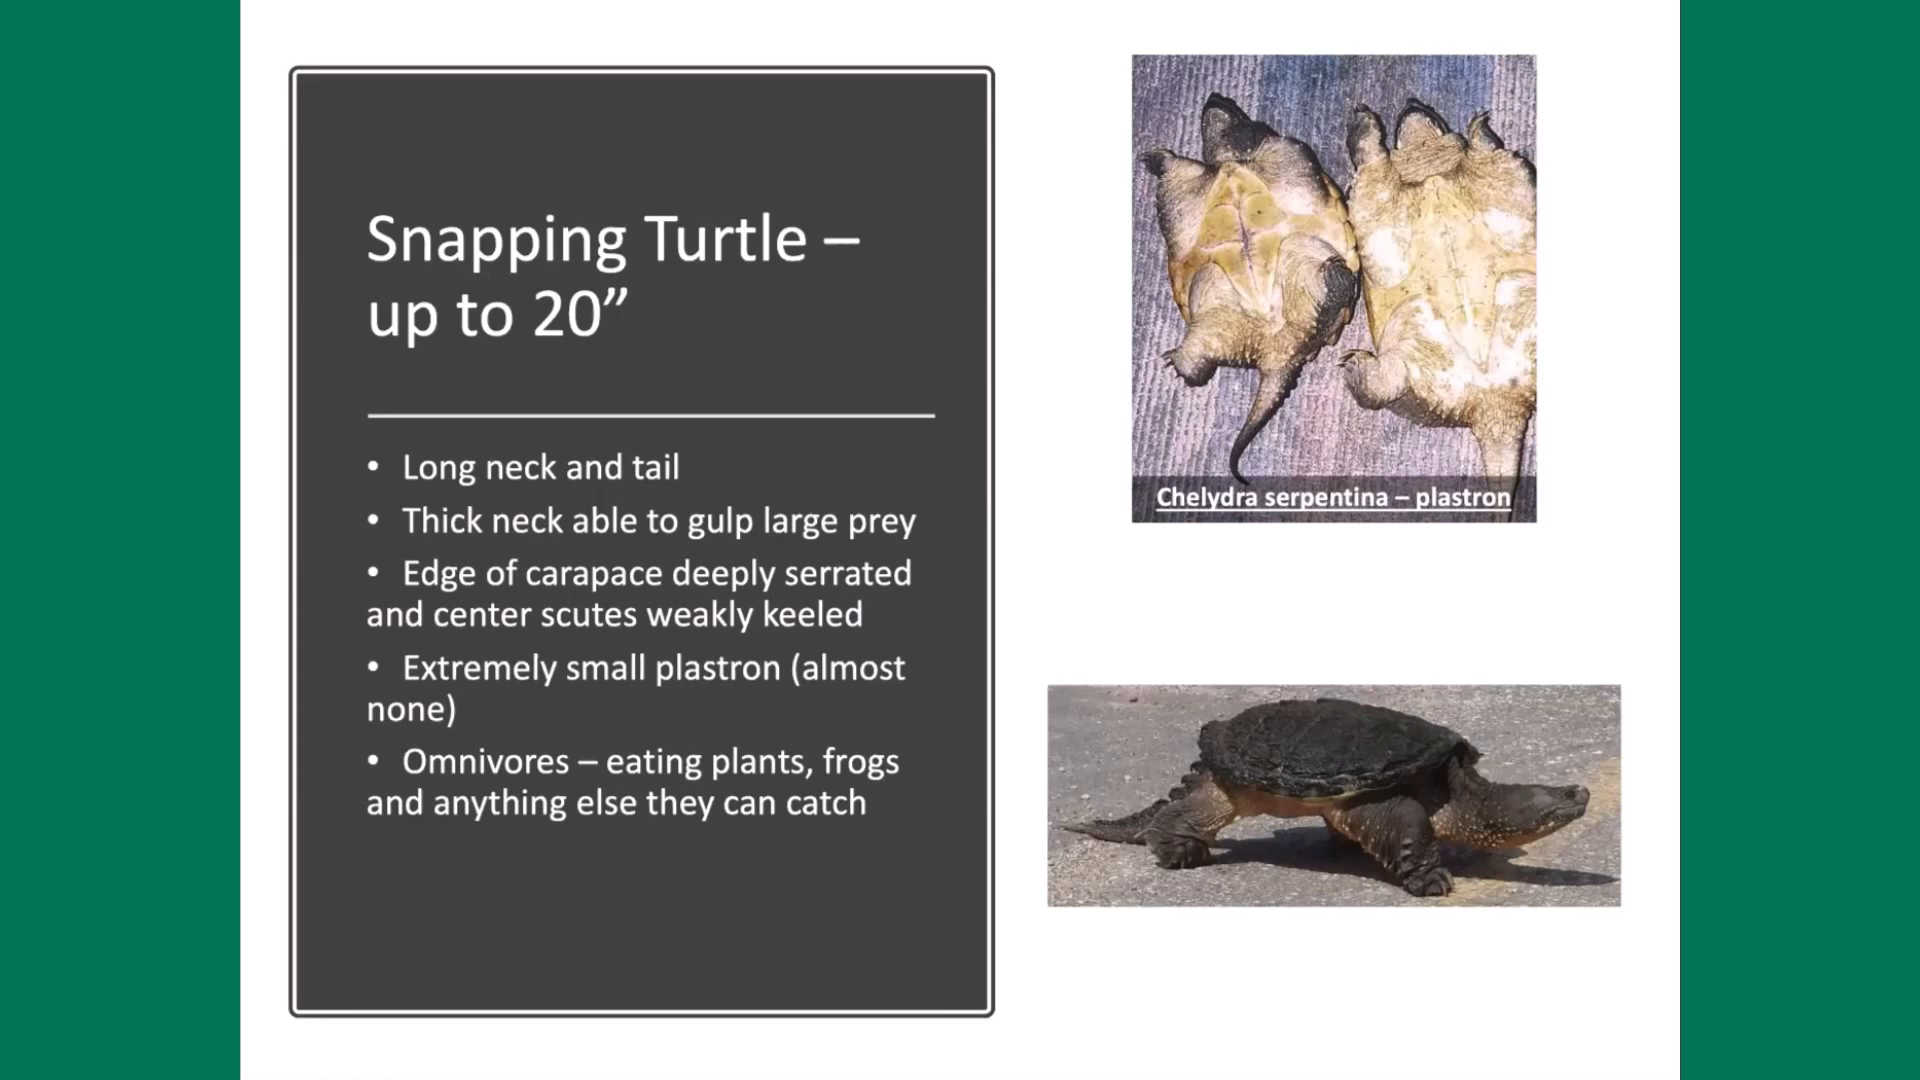 Snapping Turtle –
up to 20”
• Long neck and tail
• Thick neck able to gulp large prey
• Edge of carapace deeply serrated
and center scutes weakly keeled
• Extremely small plastron (almost
none)
• Omnivores – eating plants, frogs
and anything else they can catch
Chelydra serpentina – plastron